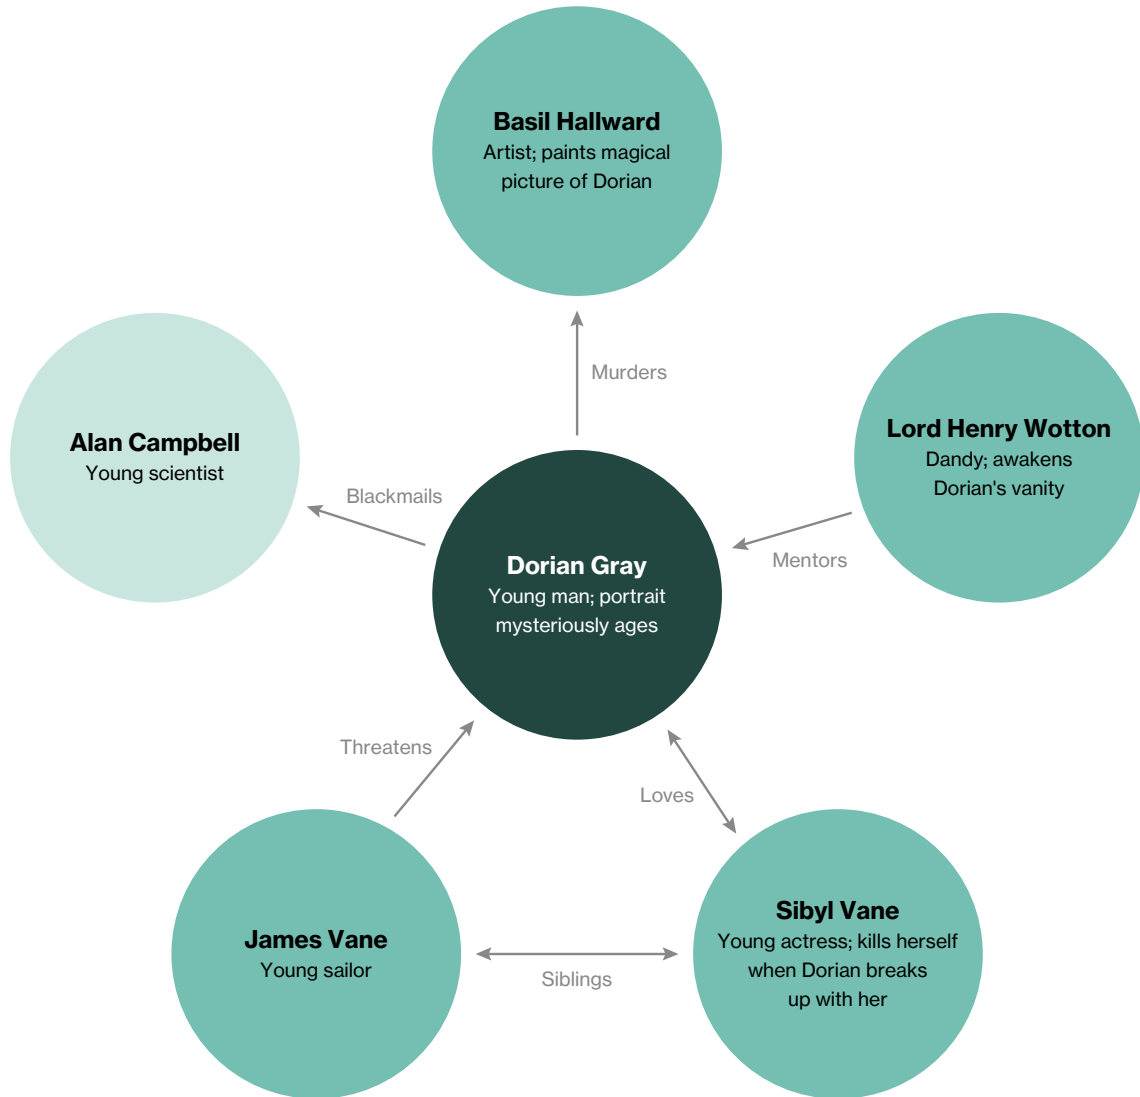 Basil Hallward
Artist; paints magical
picture of Dorian
Murders
Alan Campbell
Young scientist
Lord Henry Wotton
Dandy; awakens
Dorian's vanity
Blackmails
Mentors
Dorian Gray
Young man; portrait
mysteriously ages
Threatens
Loves
James Vane
Young sailor
Siblings
Sibyl Vane
Young actress; kills herself
when Dorian breaks
up with her